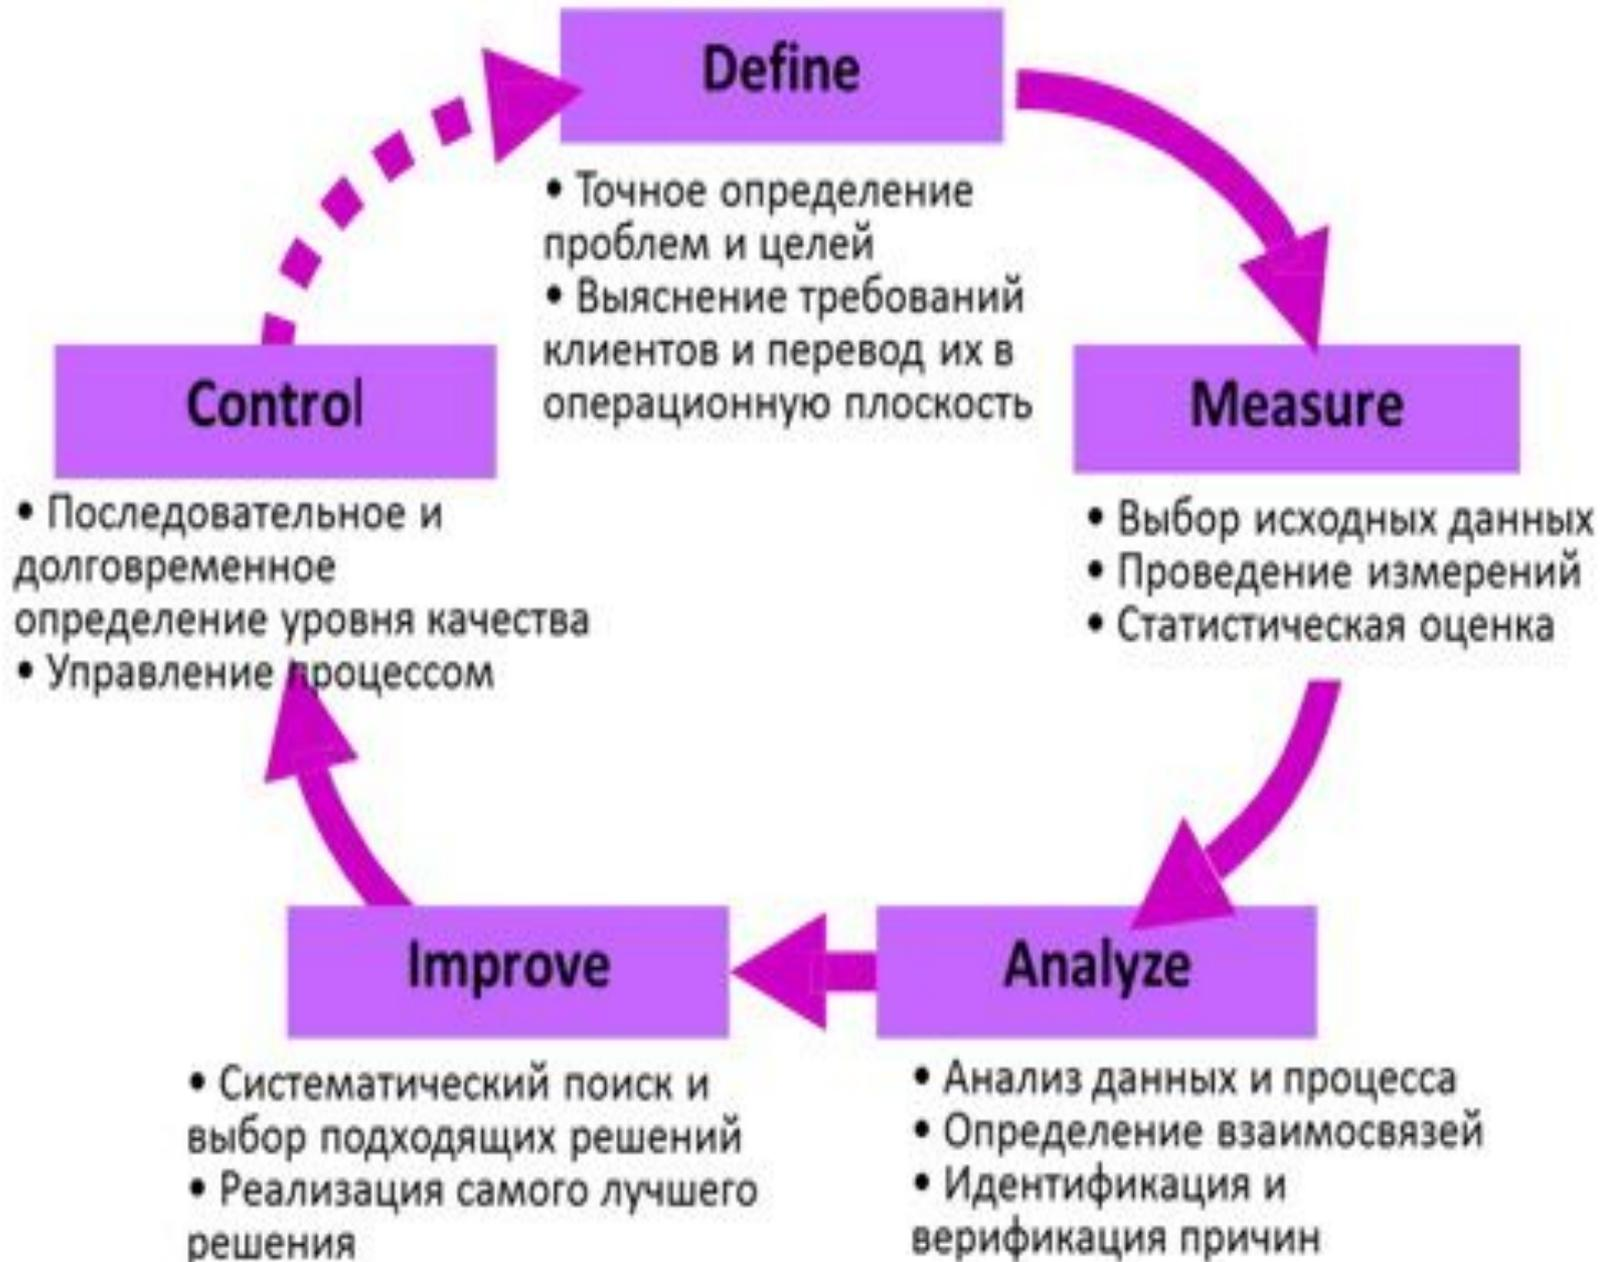 Define
• Точное определение
проблем и целей
• Выяснение требований
клиентов и перевод их в
операционную плоскость
Measure
• Выбор исходных данных
• Проведение измерений
• Статистическая оценка
Analyze
• Анализ данных и процесса
• Определение взаимосвязей
• Идентификация и
верификация причин
Improve
• Систематический поиск и
выбор подходящих решений
• Реализация самого лучшего
решения
Control
• Последовательное и
долговременное
определение уровня качества
• Управление процессом